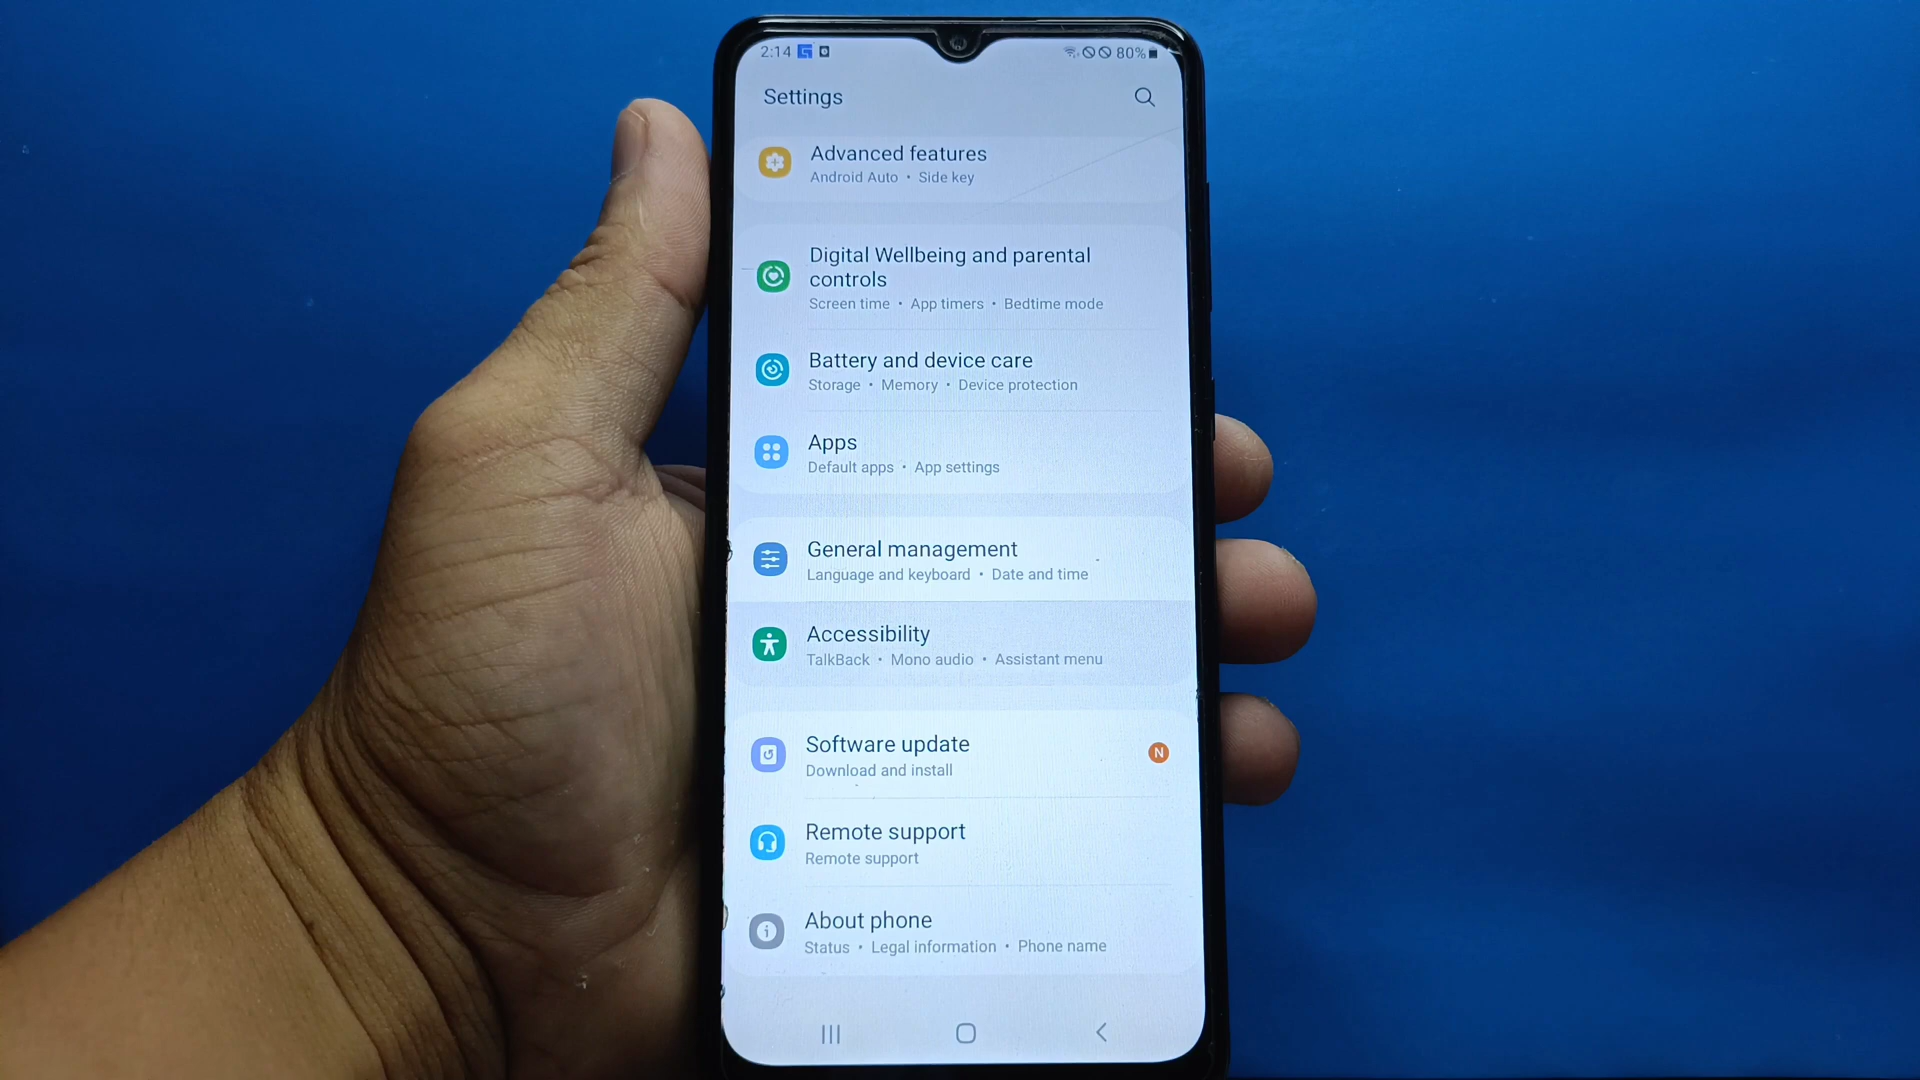 2:14 80%
Settings
Advanced features
Android Auto • Side key
Digital Wellbeing and parental
controls
Screen time • App timers • Bedtime mode
Battery and device care
Storage • Memory • Device protection
Apps
Default apps • App settings
General management
Language and keyboard • Date and time
Accessibility
TalkBack • Mono audio • Assistant menu
Software update
N
Download and install
Remote support
Remote support
About phone
Status • Legal information • Phone name